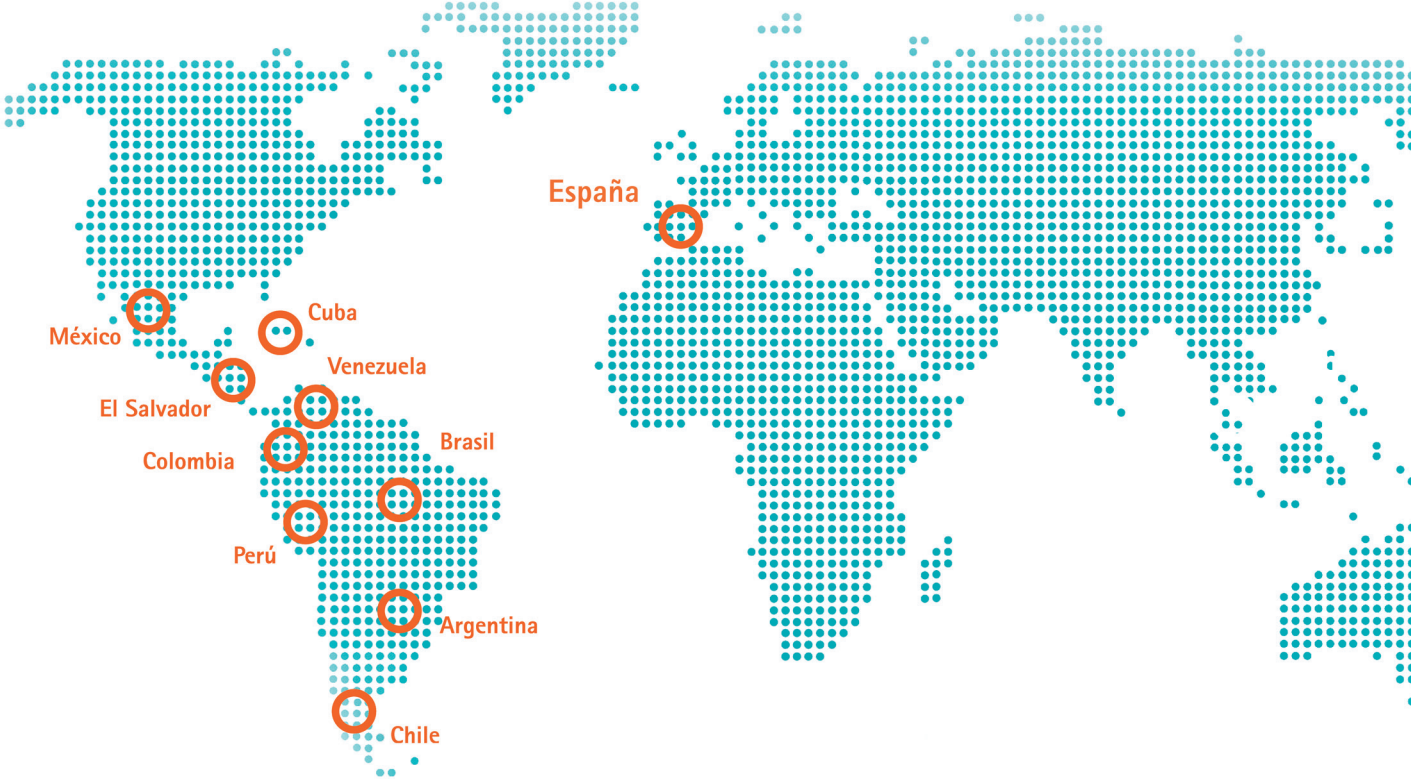 España
Cuba
México
Venezuela
El Salvador
Brasil
Colombia
Perú
Argentina
Chile